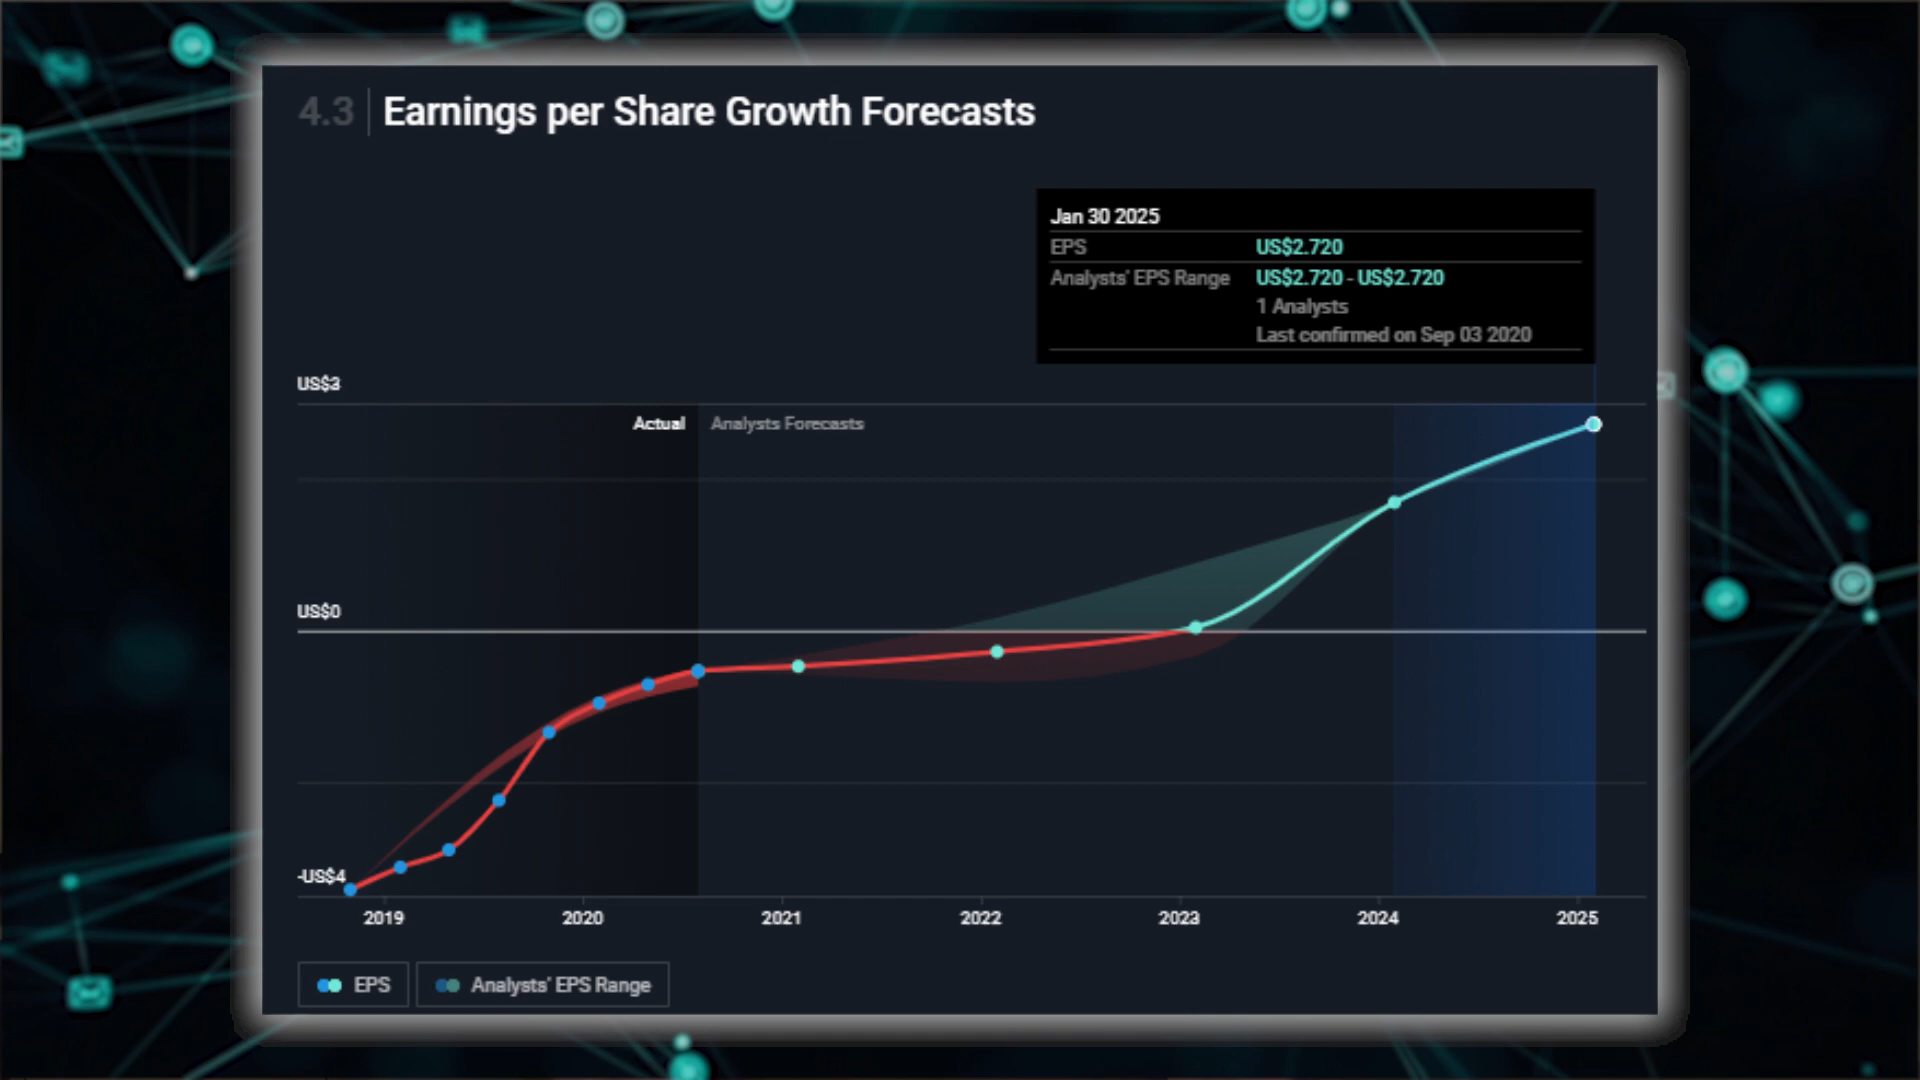 4.3 Earnings per Share Growth Forecasts
Jan 30 2025
EPS US$2.720
Analysts' EPS Range US$2.720 - US$2.720
1 Analysts
Last confirmed on Sep 03 2020
US$3
Actual Analysts Forecasts
US$0
-US$4
2019 2020 2021 2022 2023 2024 2025
EPS Analysts' EPS Range